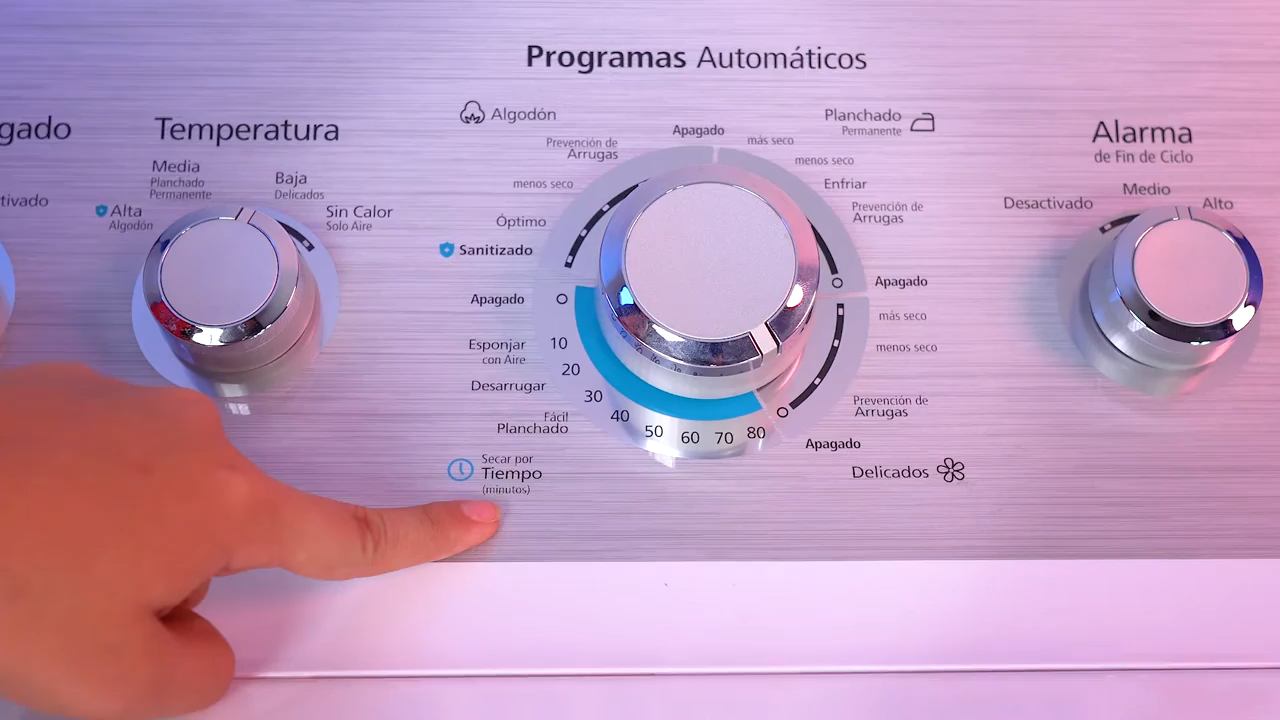 gado
tivado
Temperatura
Media
Planchado
Permanente
Baja
Delicados
Alta
Algodón
Sin Calor
Solo Aire
Programas Automáticos
Algodón
Prevención de
Arrugas
menos seco
Óptimo
Sanitizado
Apagado
Planchado
Permanente
más seco
menos seco
Enfriar
Prevención de
Arrugas
Apagado
Apagado
10
Esponjar
con Aire
20
Desarrugar
30
Fácil
Planchado
40
50
60
70
80
Secar por
Tiempo
(minutos)
más seco
menos seco
Prevención de
Arrugas
Apagado
Delicados
Alarma
de Fin de Ciclo
Desactivado
Medio
Alto